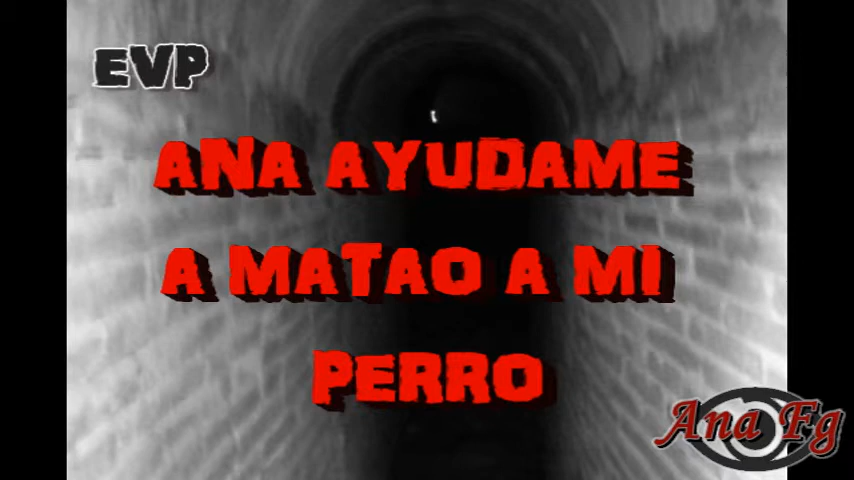 EVP
ANA AYUDAME
A MATAO A MI
PERRO
Ana Fg